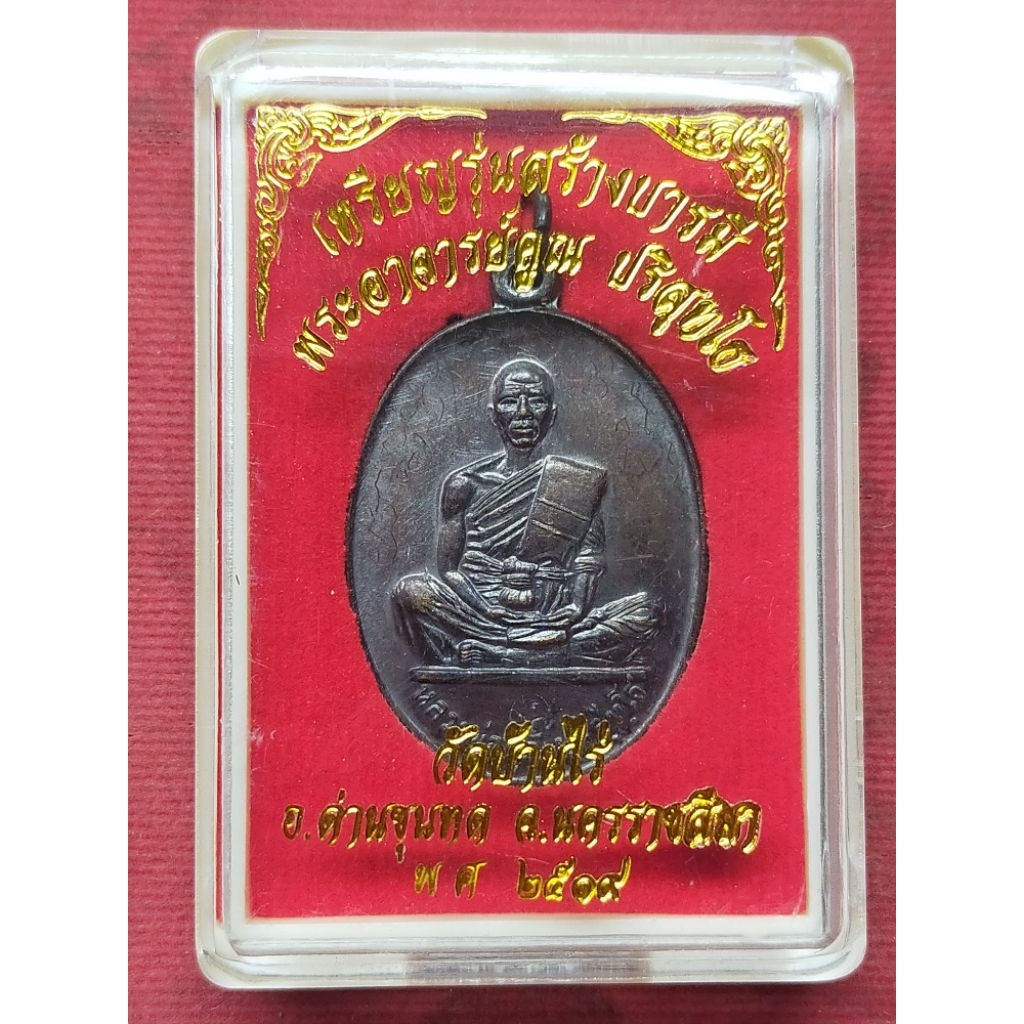 เหรียญรุ่นสร้างบารมี
พระอาจารย์คูณ ปริสุทโธ
วัดบ้านไร่
อ.ด่านขุนทด จ.นครราชสีมา
พ ศ ๒๕๑๙